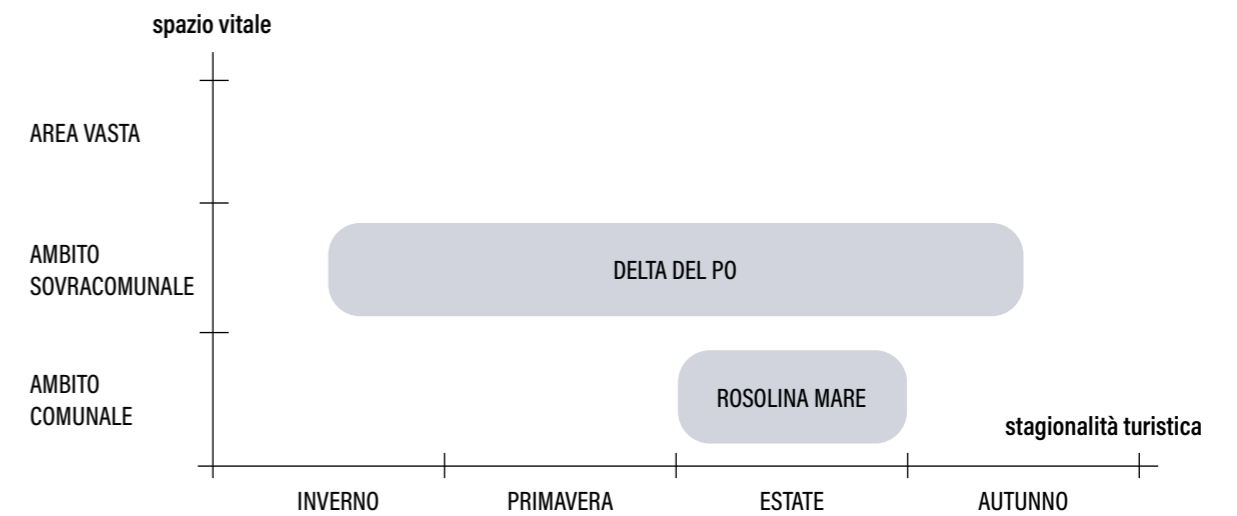 spazio vitale
AREA VASTA
AMBITO
SOVRACOMUNALE
DELTA DEL PO
AMBITO
COMUNALE
ROSOLINA MARE
stagionalità turistica
INVERNO
PRIMAVERA
ESTATE
AUTUNNO